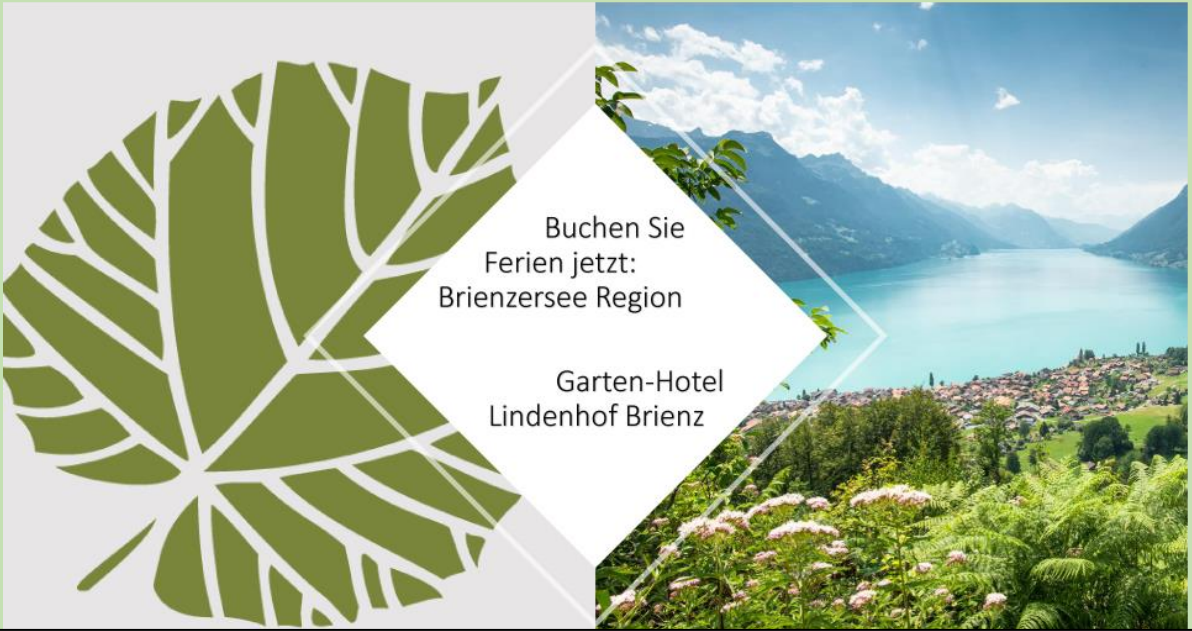 Buchen Sie
Ferien jetzt:
Brienzersee Region
Garten-Hotel
Lindenhof Brienz